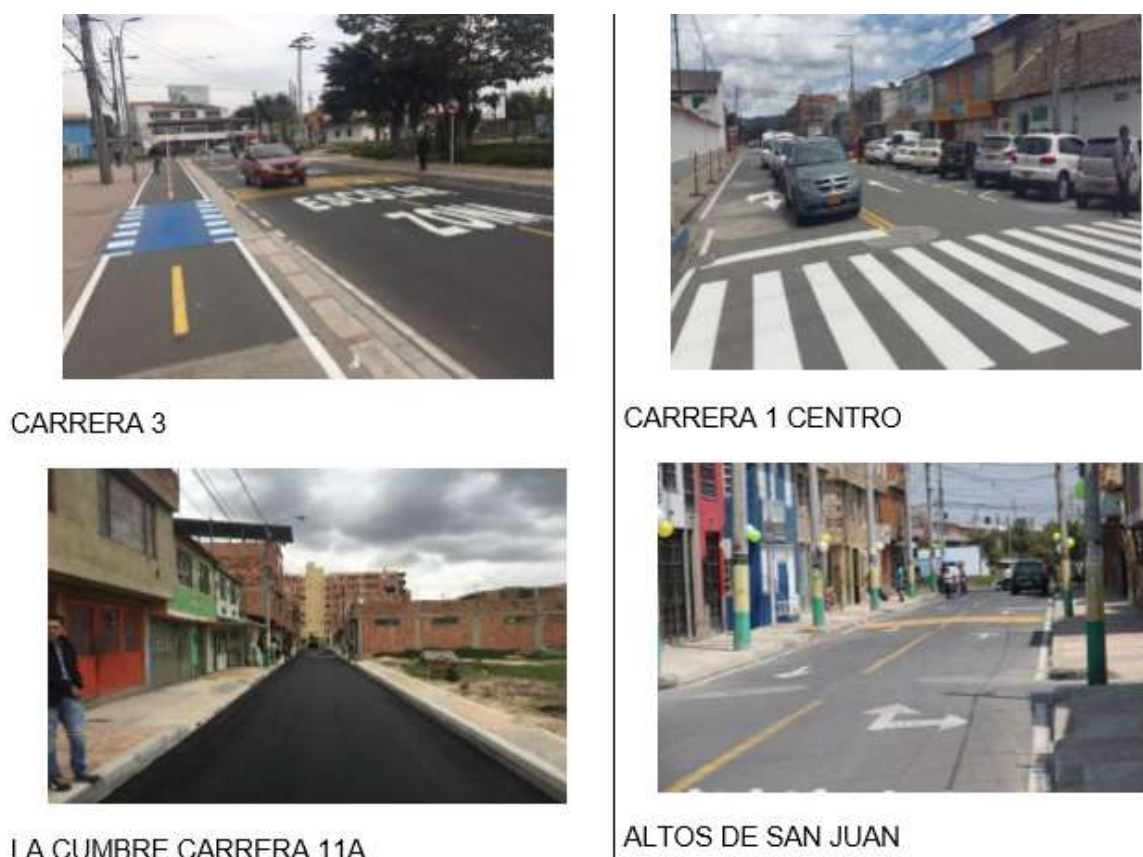 ESCOLAR
ZONA
CARRERA 3
CARRERA 1 CENTRO
LA CUMBRE CARRERA 11A
ALTOS DE SAN JUAN